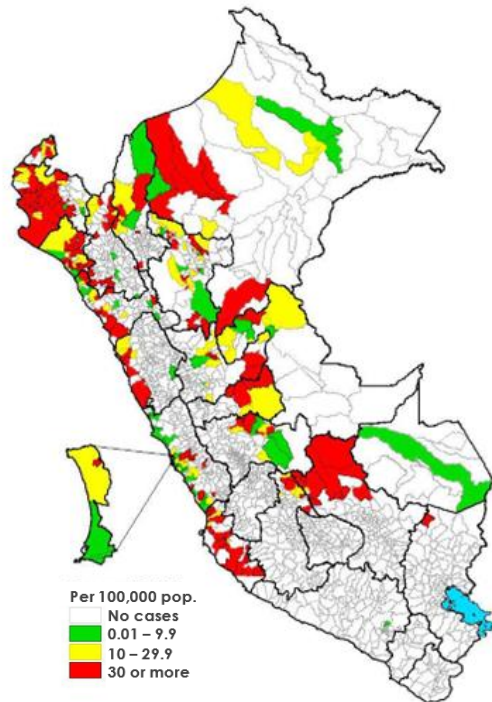 Per 100,000 pop.
No cases
0.01 – 9.9
10 – 29.9
30 or more